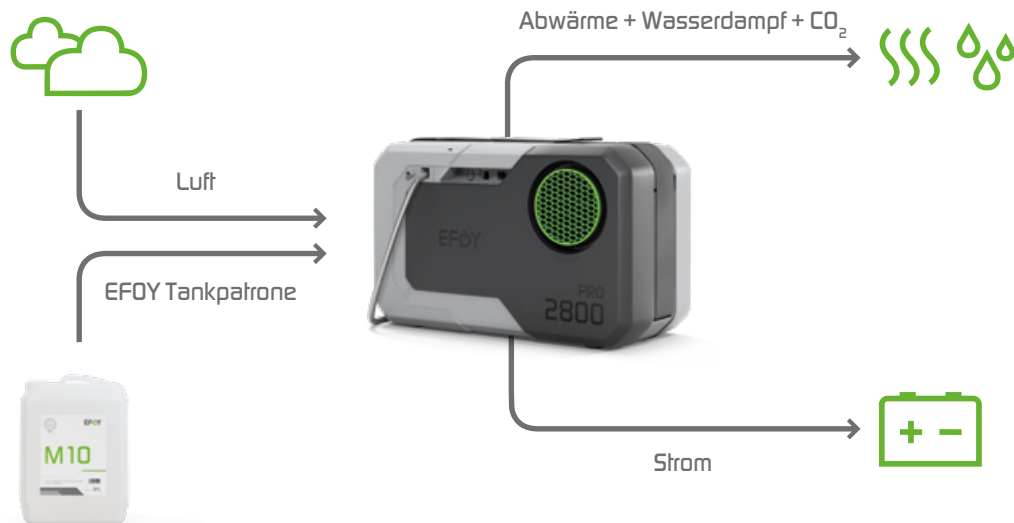 Abwärme + Wasserdampf + CO₂
Luft
EFOY Tankpatrone
EFOY
PRO
2800
EFOY
M10
+ −
Strom